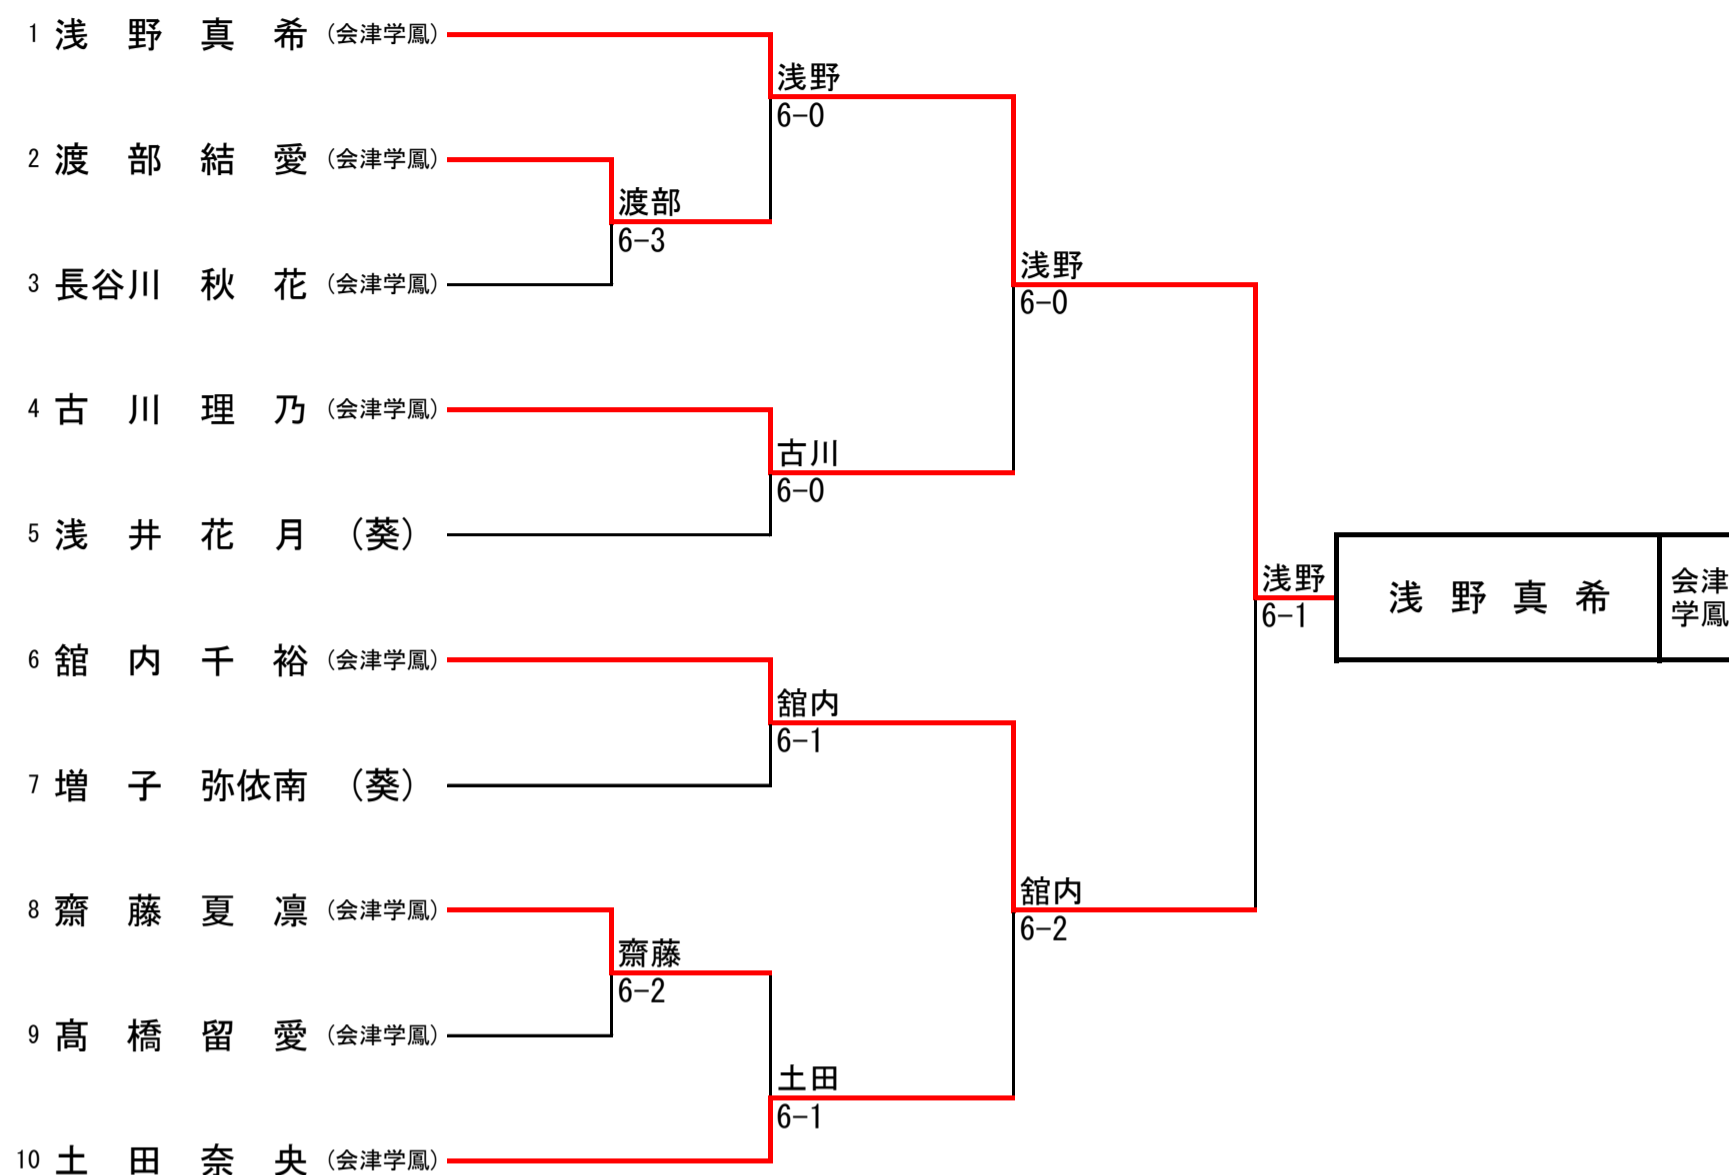 1 浅野真希 (会津学鳳)
浅野
6-0
2 渡部結愛 (会津学鳳)
渡部
6-3
3 長谷川秋花 (会津学鳳)
浅野
6-0
4 古川理乃 (会津学鳳)
古川
6-0
5 浅井花月 (葵)
浅野
6-1
浅野真希
会津
学鳳
6 舘内千裕 (会津学鳳)
舘内
6-1
7 増子弥依南 (葵)
舘内
6-2
8 齋藤夏凛 (会津学鳳)
齋藤
6-2
9 髙橋留愛 (会津学鳳)
土田
6-1
10 土田奈央 (会津学鳳)